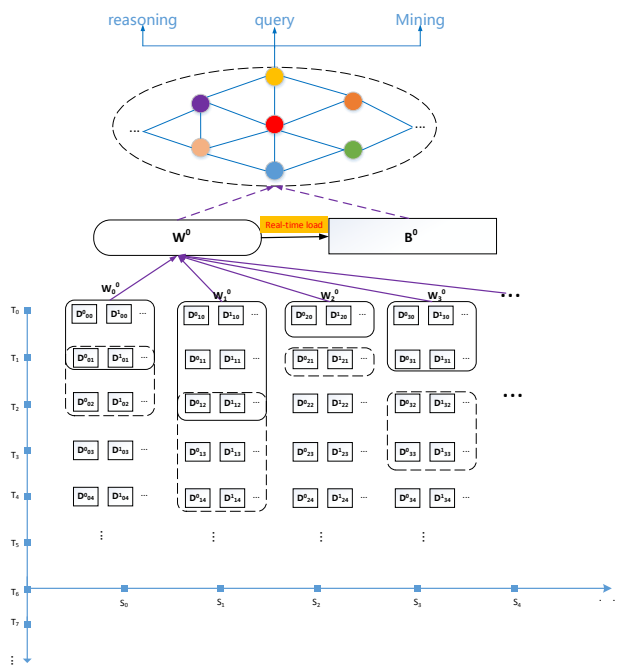 reasoning query Mining
... ...
Real-time load
W⁰ B⁰
W₀⁰ W₁⁰ W₂⁰ W₃⁰ ...
T₀ D⁰₀₀ D¹₀₀ ... D⁰₁₀ D¹₁₀ ... D⁰₂₀ D¹₂₀ ... D⁰₃₀ D¹₃₀ ...
T₁ D⁰₀₁ D¹₀₁ ... D⁰₁₁ D¹₁₁ ... D⁰₂₁ D¹₂₁ ... D⁰₃₁ D¹₃₁ ...
T₂ D⁰₀₂ D¹₀₂ ... D⁰₁₂ D¹₁₂ ... D⁰₂₂ D¹₂₂ ... D⁰₃₂ D¹₃₂ ... ...
T₃ D⁰₀₃ D¹₀₃ ... D⁰₁₃ D¹₁₃ ... D⁰₂₃ D¹₂₃ ... D⁰₃₃ D¹₃₃ ...
T₄ D⁰₀₄ D¹₀₄ ... D⁰₁₄ D¹₁₄ ... D⁰₂₄ D¹₂₄ ... D⁰₃₄ D¹₃₄ ...
T₅ ⋮ ⋮ ⋮ ⋮
T₆
S₀ S₁ S₂ S₃ S₄ ...
T₇
⋮